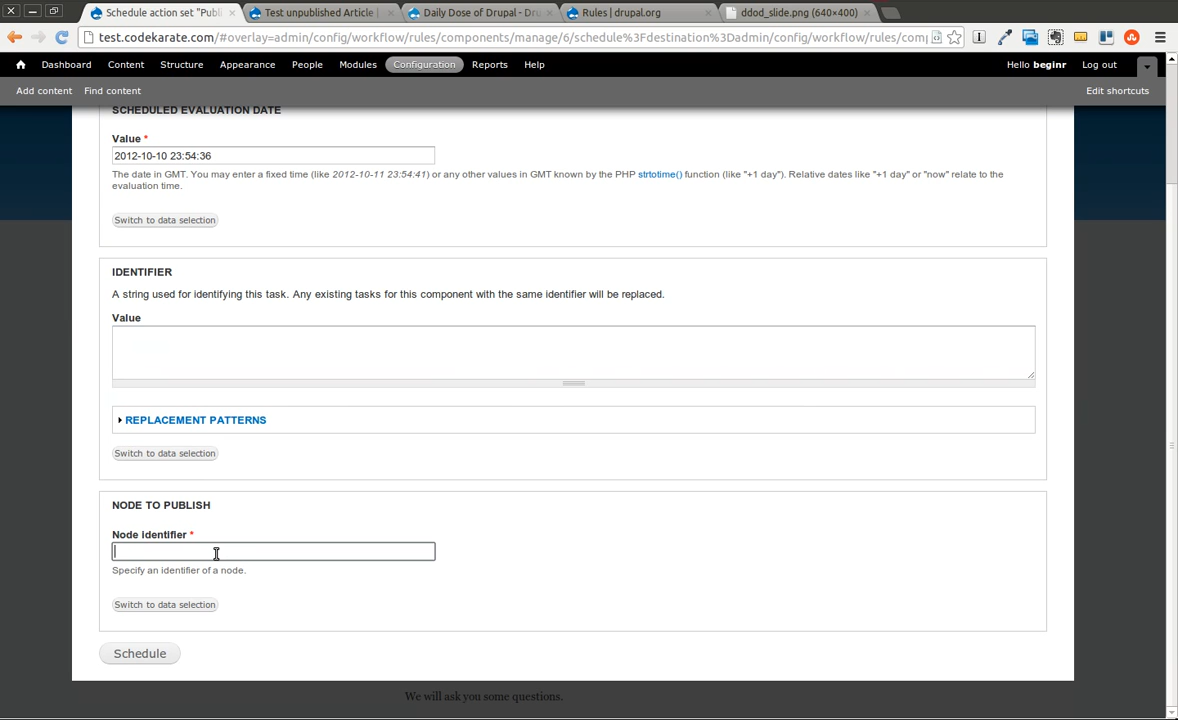 Schedule action set "Publ
Test unpublished Article |
Daily Dose of Drupal - Dru
Rules | drupal.org
ddod_slide.png (640×400)
test.codekarate.com/#overlay=admin/config/workflow/rules/components/manage/6/schedule%3Fdestination%3Dadmin/config/workflow/rules/comp
Dashboard Content Structure Appearance People Modules Configuration Reports Help Hello beginr Log out
Add content Find content Edit shortcuts
SCHEDULED EVALUATION DATE
Value *
2012-10-10 23:54:36
The date in GMT. You may enter a fixed time (like 2012-10-11 23:54:41) or any other values in GMT known by the PHP strtotime() function (like "+1 day"). Relative dates like "+1 day" or "now" relate to the
evaluation time.
Switch to data selection
IDENTIFIER
A string used for identifying this task. Any existing tasks for this component with the same identifier will be replaced.
Value
REPLACEMENT PATTERNS
Switch to data selection
NODE TO PUBLISH
Node identifier *
Specify an identifier of a node.
Switch to data selection
Schedule
We will ask you some questions.